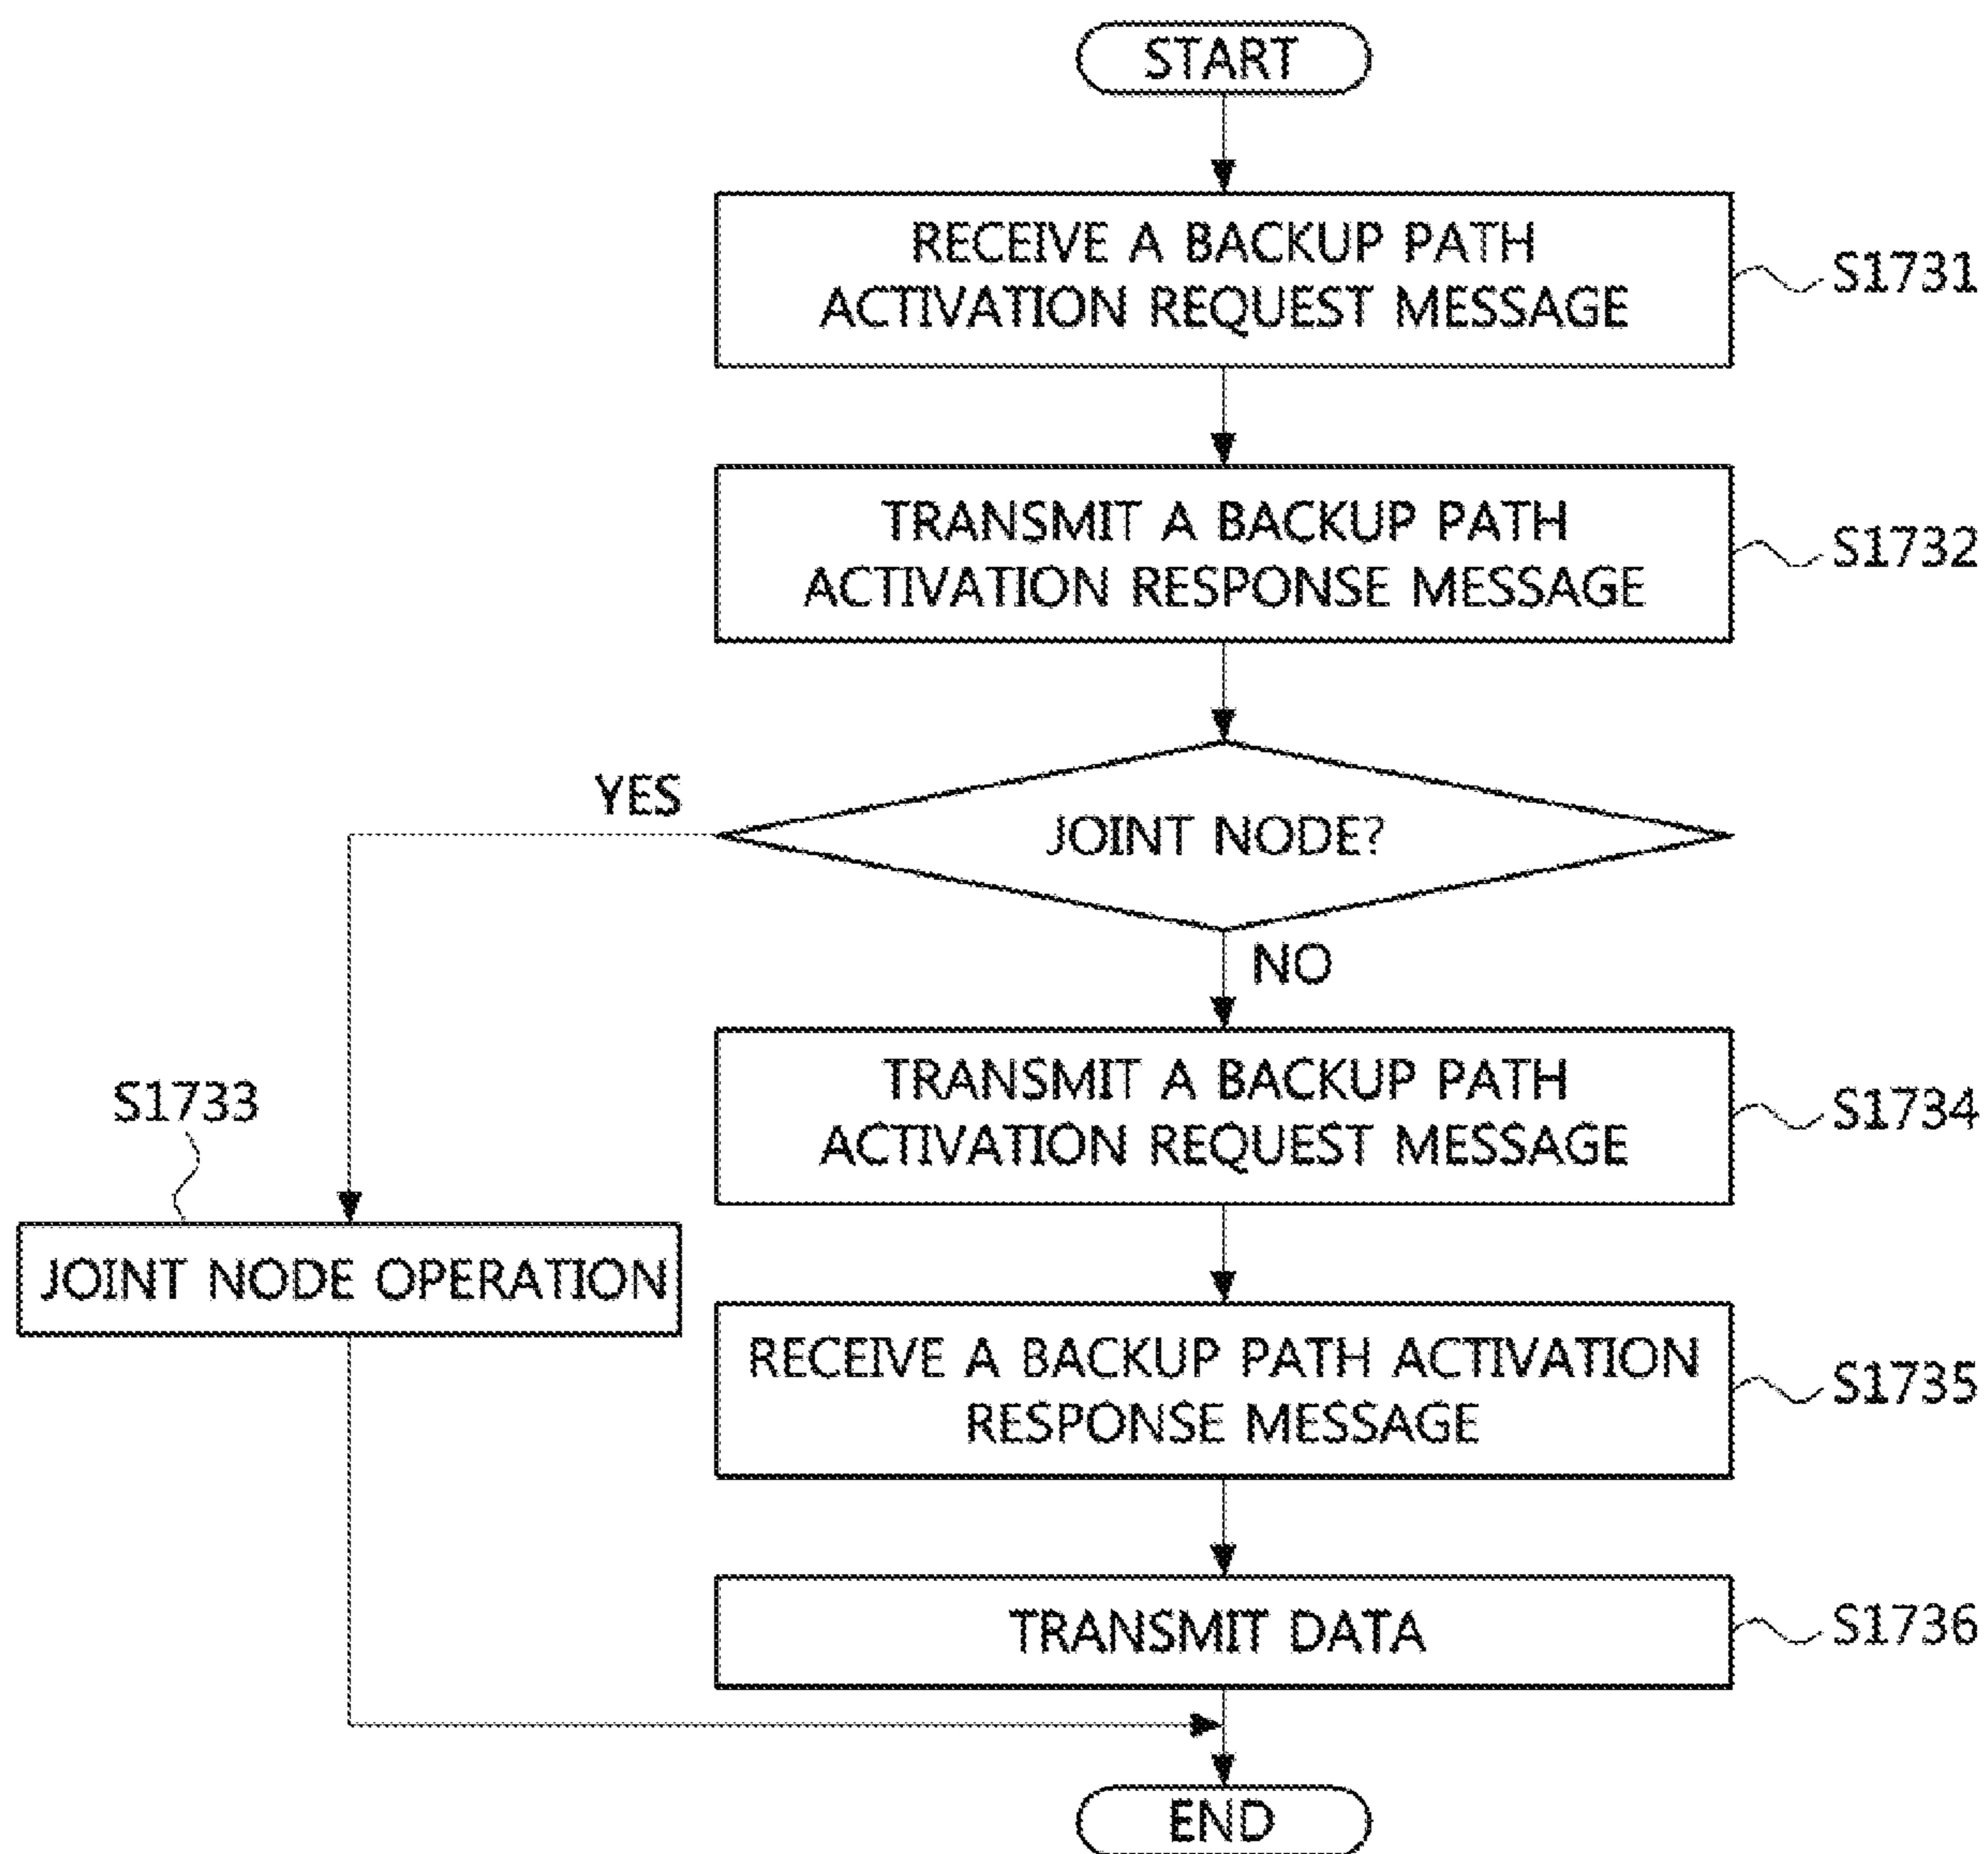 START
RECEIVE A BACKUP PATH
ACTIVATION REQUEST MESSAGE
S1731
TRANSMIT A BACKUP PATH
ACTIVATION RESPONSE MESSAGE
S1732
YES
JOINT NODE?
NO
TRANSMIT A BACKUP PATH
ACTIVATION REQUEST MESSAGE
S1734
S1733
JOINT NODE OPERATION
RECEIVE A BACKUP PATH ACTIVATION
RESPONSE MESSAGE
S1735
TRANSMIT DATA
S1736
END